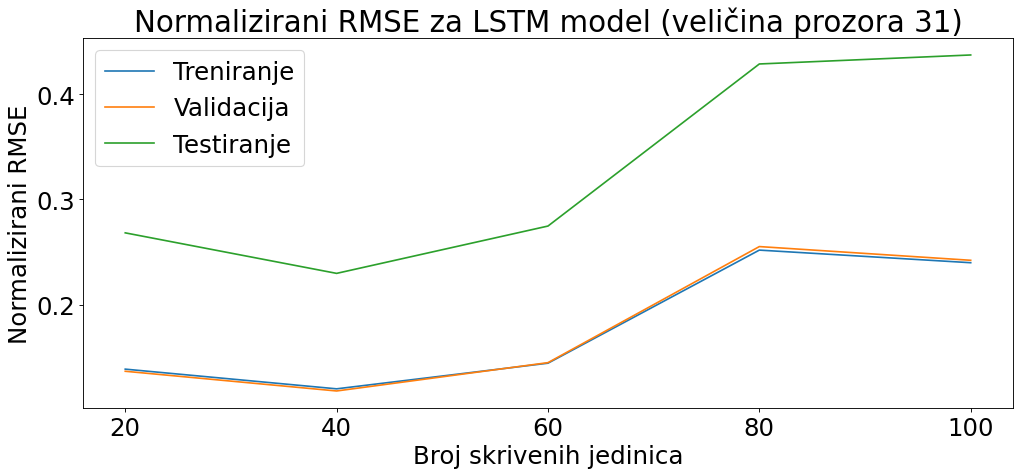 Normalizirani RMSE za LSTM model (veličina prozora 31)
Treniranje
Validacija
Testiranje
Normalizirani RMSE
0.4
0.3
0.2
20 40 60 80 100
Broj skrivenih jedinica